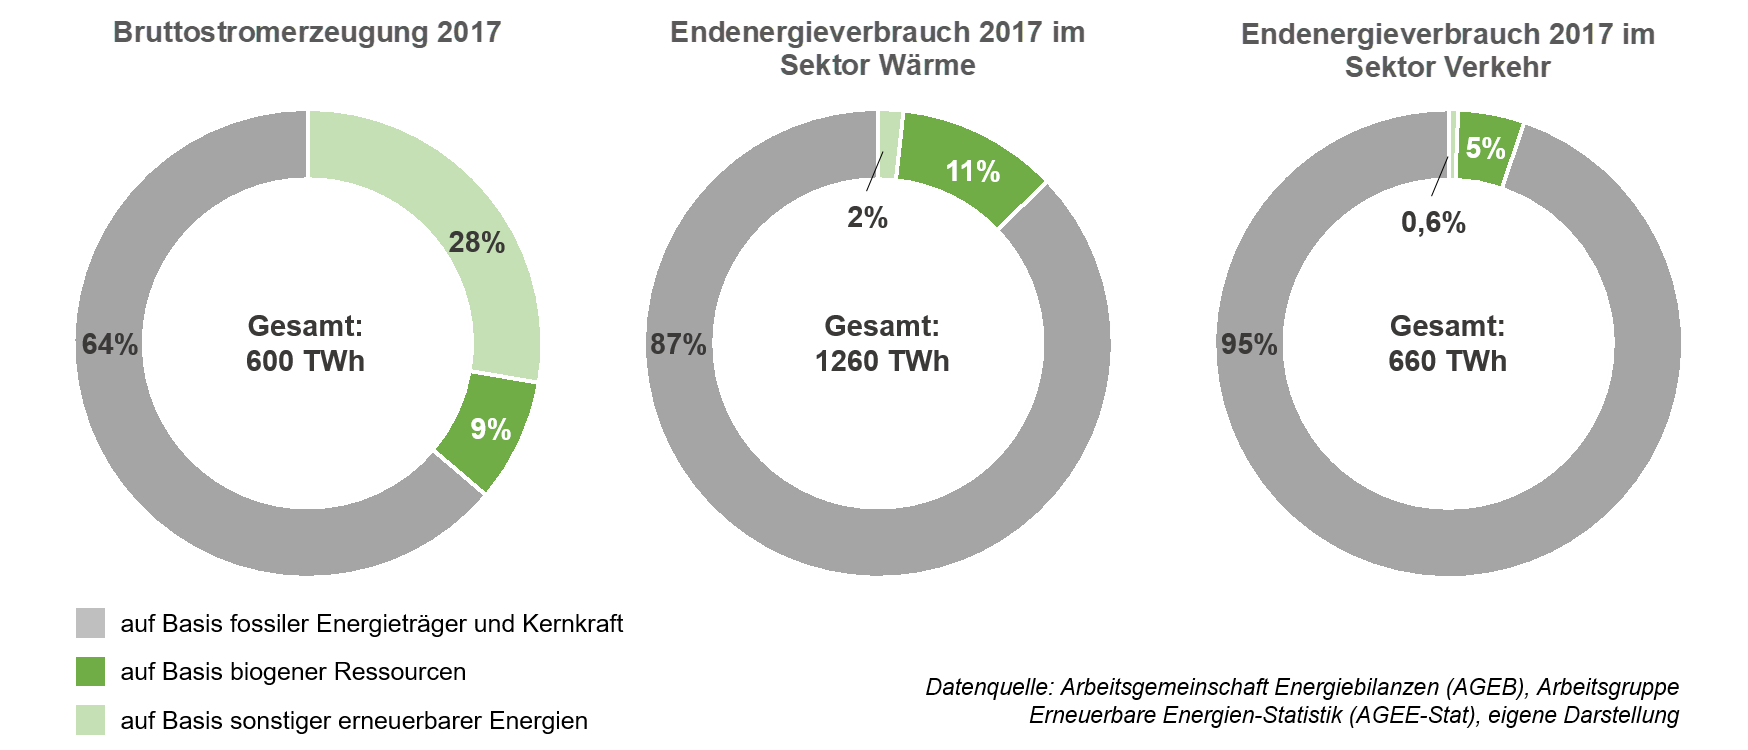 Bruttostromerzeugung 2017
28%
9%
64%
Gesamt:
600 TWh
Endenergieverbrauch 2017 im
Sektor Wärme
2%
11%
87%
Gesamt:
1260 TWh
Endenergieverbrauch 2017 im
Sektor Verkehr
0,6%
5%
95%
Gesamt:
660 TWh
auf Basis fossiler Energieträger und Kernkraft
auf Basis biogener Ressourcen
auf Basis sonstiger erneuerbarer Energien
Datenquelle: Arbeitsgemeinschaft Energiebilanzen (AGEB), Arbeitsgruppe
Erneuerbare Energien-Statistik (AGEE-Stat), eigene Darstellung